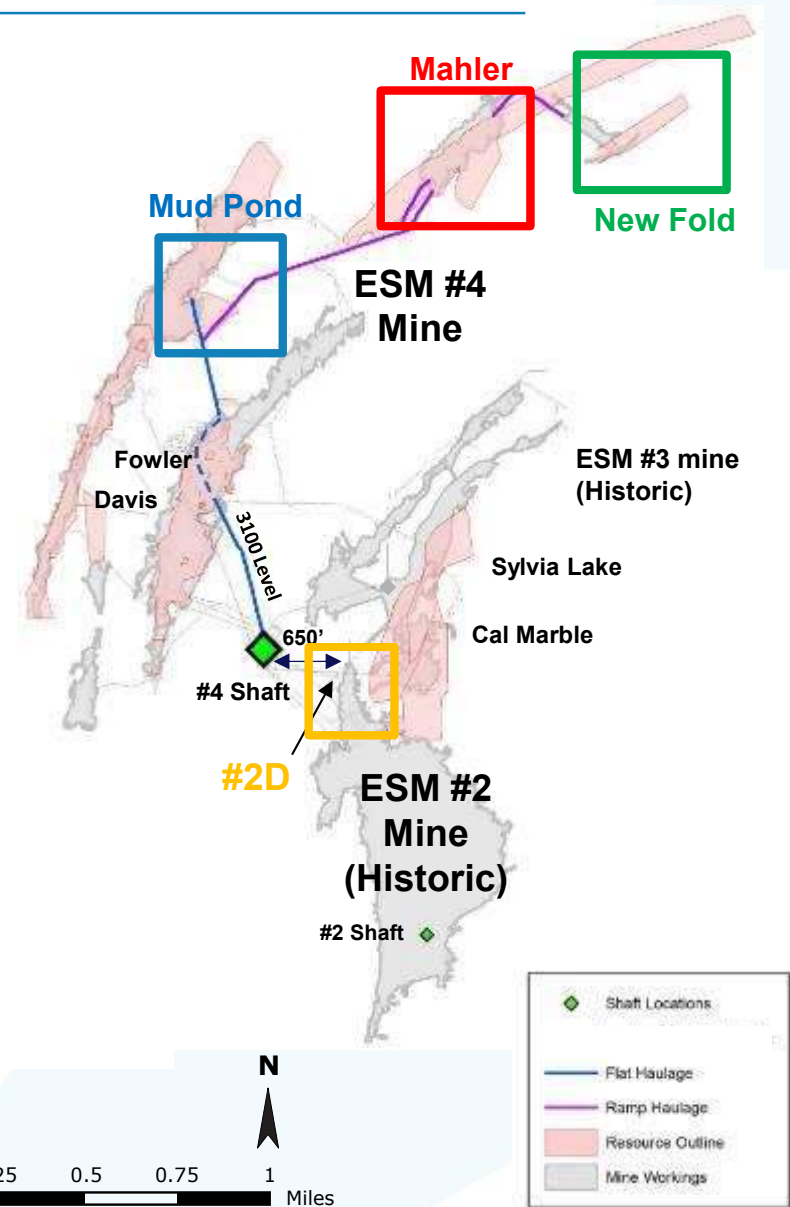 Mahler
Mud Pond
New Fold
ESM #4
Mine
Fowler
Davis
ESM #3 mine
(Historic)
3100 Level
Sylvia Lake
Cal Marble
650'
#4 Shaft
#2D
ESM #2
Mine
(Historic)
#2 Shaft
Shaft Locations
Flat Haulage
Ramp Haulage
Resource Outline
Mine Workings
N
25 0.5 0.75 1
Miles